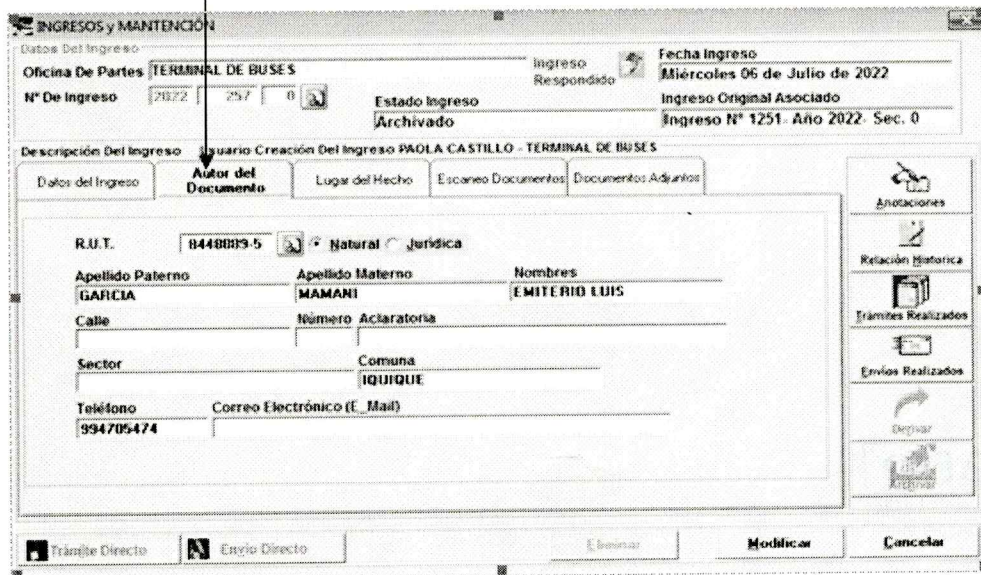 INGRESOS y MANTENCIÓN
Datos Del Ingreso
Oficina De Partes TERMINAL DE BUSES
Ingreso Respondido
Fecha Ingreso
Miércoles 06 de Julio de 2022
N° De Ingreso 2022 257 0
Estado Ingreso
Archivado
Ingreso Original Asociado
Ingreso N° 1251- Año 2022- Sec. 0
Descripción Del Ingreso Usuario Creación Del Ingreso PAOLA CASTILLO - TERMINAL DE BUSES
Datos del Ingreso
Autor del Documento
Lugar del Hecho
Escaneo Documentos
Documentos Adjuntos
R.U.T. 8448889-5 Natural Jurídica
Apellido Paterno Apellido Materno Nombres
GARCIA MAMANI EMITERIO LUIS
Calle Número Aclaratoria
Sector Comuna
IQUIQUE
Teléfono Correo Electrónico (E_Mail)
994705474
Anotaciones
Relación Historica
Trámites Realizados
Envios Realizados
Derivar
Archivar
Trámite Directo Envío Directo Eliminar Modificar Cancelar